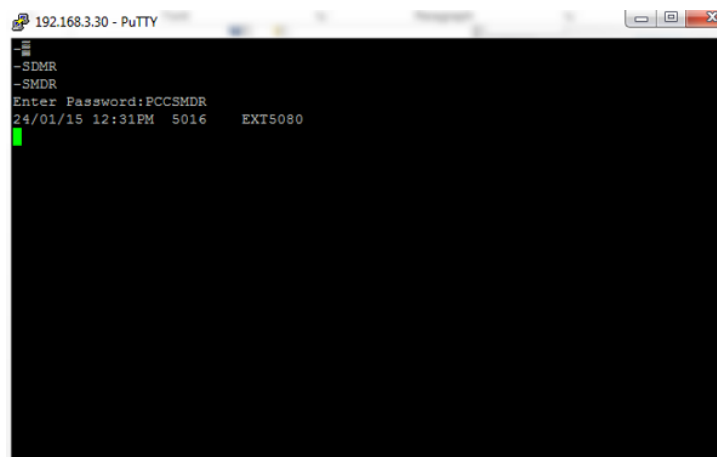 192.168.3.30 - PuTTY
-
-SDMR
-SMDR
Enter Password:PCCSMDR
24/01/15 12:31PM 5016 EXT5080